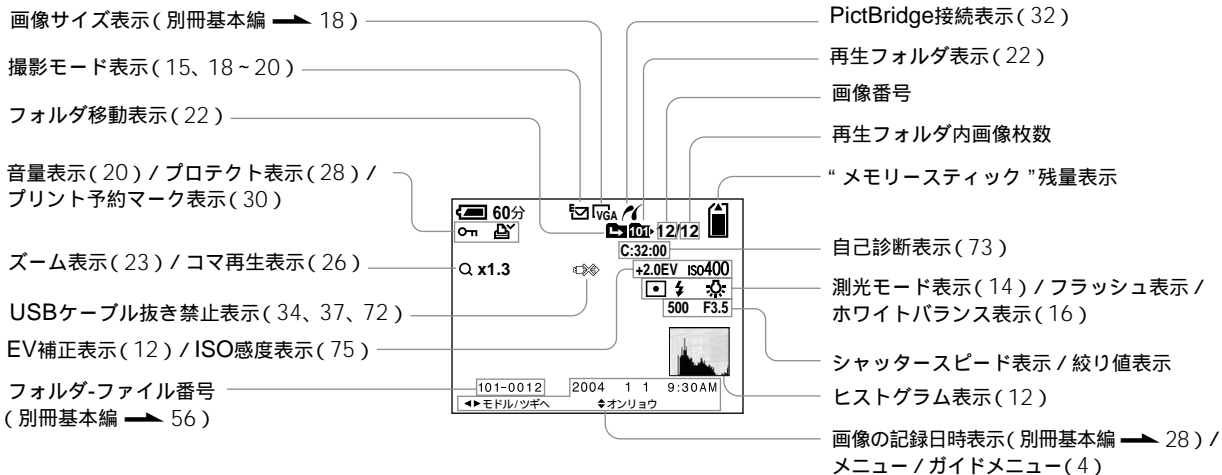 画像サイズ表示(別冊基本編 18)
撮影モード表示(15、18~20)
フォルダ移動表示(22)
音量表示(20)/プロテクト表示(28)/
プリント予約マーク表示(30)
ズーム表示(23)/コマ再生表示(26)
USBケーブル抜き禁止表示(34、37、72)
EV補正表示(12)/ISO感度表示(75)
フォルダ-ファイル番号
(別冊基本編 56)
60分
E
VGA
101
12/12
C:32:00
x1.3
+2.0EV ISO400
500 F3.5
101-0012 2004 1 1 9:30AM
モドル/ツギヘ オンリョウ
PictBridge接続表示(32)
再生フォルダ表示(22)
画像番号
再生フォルダ内画像枚数
“メモリースティック”残量表示
自己診断表示(73)
測光モード表示(14)/フラッシュ表示/
ホワイトバランス表示(16)
シャッタースピード表示/絞り値表示
ヒストグラム表示(12)
画像の記録日時表示(別冊基本編 28)/
メニュー/ガイドメニュー(4)